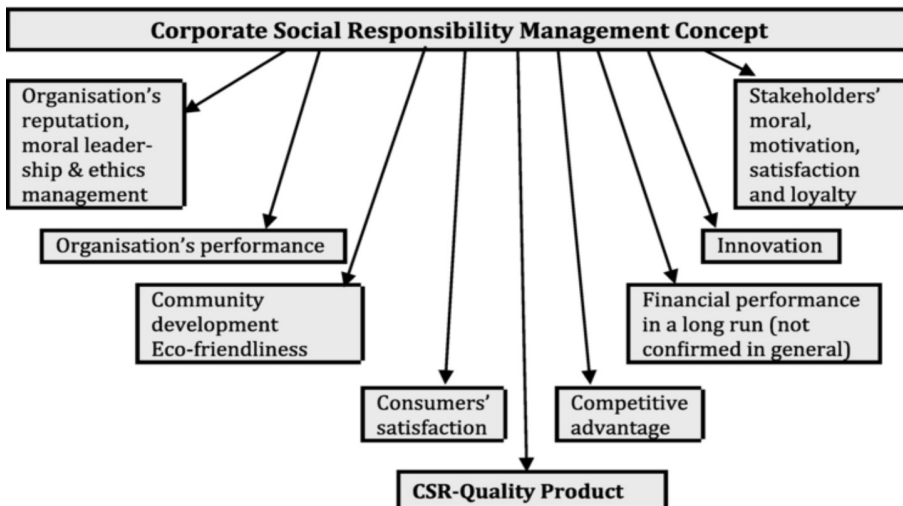 Corporate Social Responsibility Management Concept
Organisation's
reputation,
moral leader-
ship & ethics
management
Stakeholders'
moral,
motivation,
satisfaction
and loyalty
Organisation's performance
Innovation
Community
development
Eco-friendliness
Financial performance
in a long run (not
confirmed in general)
Consumers'
satisfaction
Competitive
advantage
CSR-Quality Product